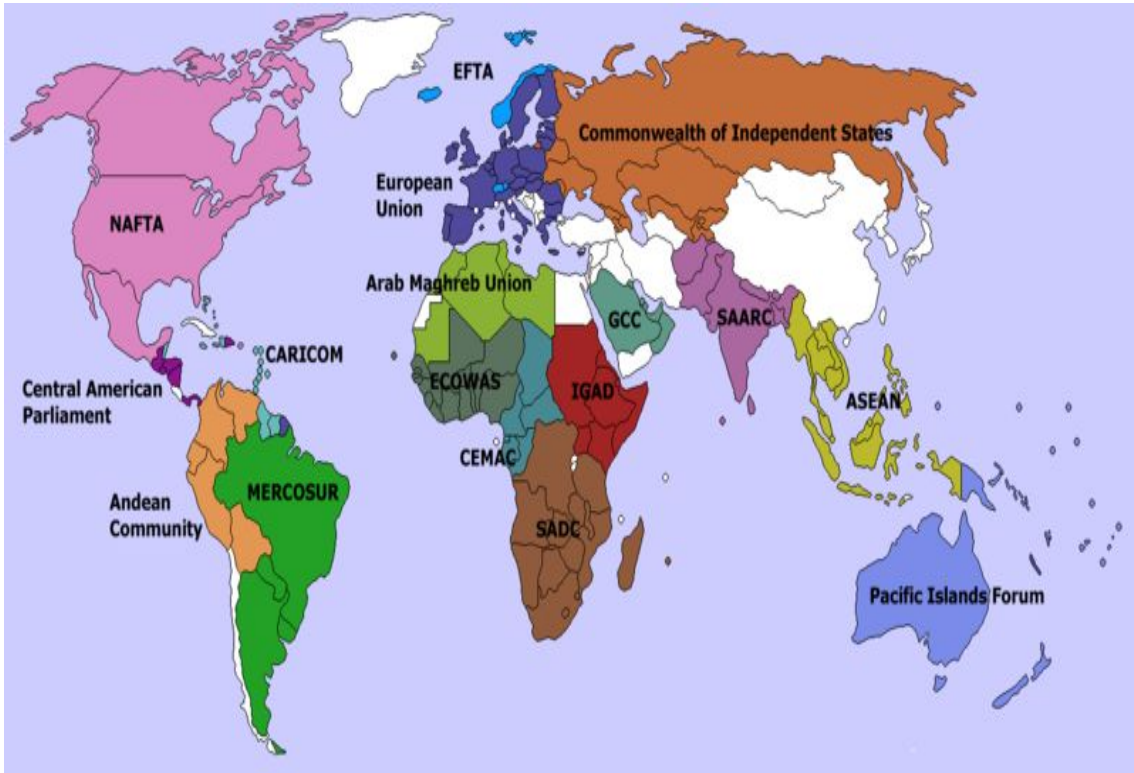 EFTA
Commonwealth of Independent States
European
Union
NAFTA
Arab Maghreb Union
GCC
SAARC
CARICOM
ECOWAS
IGAD
Central American
Parliament
ASEAN
CEMAC
MERCOSUR
Andean
Community
SADC
Pacific Islands Forum